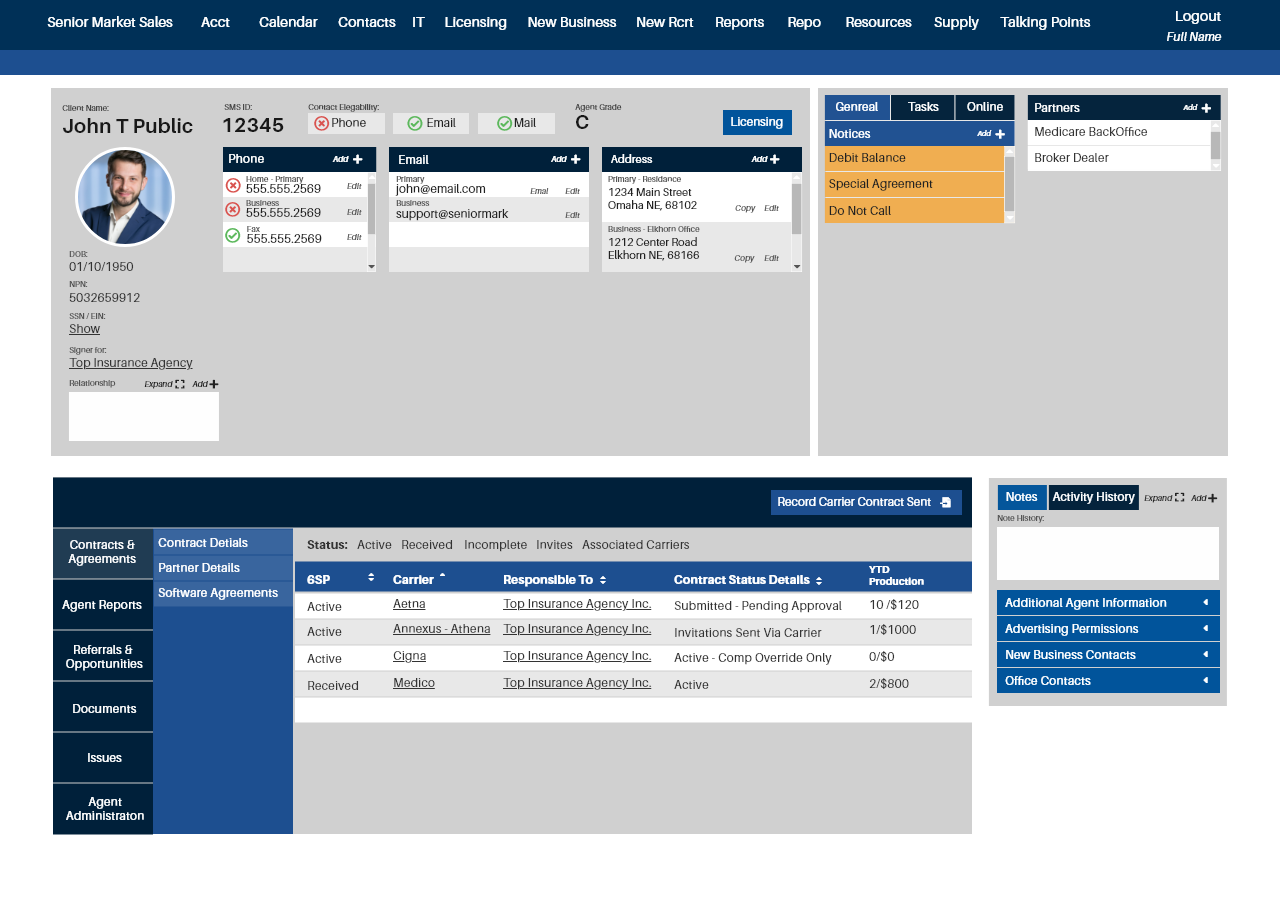 Senior Market Sales Acct Calendar Contacts IT Licensing New Business New Rcrt Reports Repo Resources Supply Talking Points Logout
Full Name
Client Name:
John T Public
SMS ID:
12345
Contact Elegability:
Phone Email Mail
Agent Grade
C
Licensing
DOB:
01/10/1950
NPN:
5032659912
SSN / EIN:
Show
Signer for:
Top Insurance Agency
Relationship Expand Add
Phone Add
Home - Primary
555.555.2569 Edit
Business
555.555.2569 Edit
Fax
555.555.2569 Edit
Email Add
Primary
john@email.com Emal Edit
Business
support@seniormark Edit
Address Add
Primary - Residance
1234 Main Street
Omaha NE, 68102 Copy Edit
Business - Elkhorn Office
1212 Center Road
Elkhorn NE, 68166 Copy Edit
Genreal Tasks Online
Notices Add
Debit Balance
Special Agreement
Do Not Call
Partners Add
Medicare BackOffice
Broker Dealer
Record Carrier Contract Sent
Contracts &
Agreements
Agent Reports
Referrals &
Opportunities
Documents
Issues
Agent
Administraton
Contract Detials
Partner Details
Software Agreements
Status: Active Received Incomplete Invites Associated Carriers
6SP Carrier Responsible To Contract Status Details YTD
Production
Active Aetna Top Insurance Agency Inc. Submitted - Pending Approval 10 /$120
Active Annexus - Athena Top Insurance Agency Inc. Invitations Sent Via Carrier 1/$1000
Active Cigna Top Insurance Agency Inc. Active - Comp Override Only 0/$0
Received Medico Top Insurance Agency Inc. Active 2/$800
Notes Activity History Expand Add
Note History:
Additional Agent Information
Advertising Permissions
New Business Contacts
Office Contacts